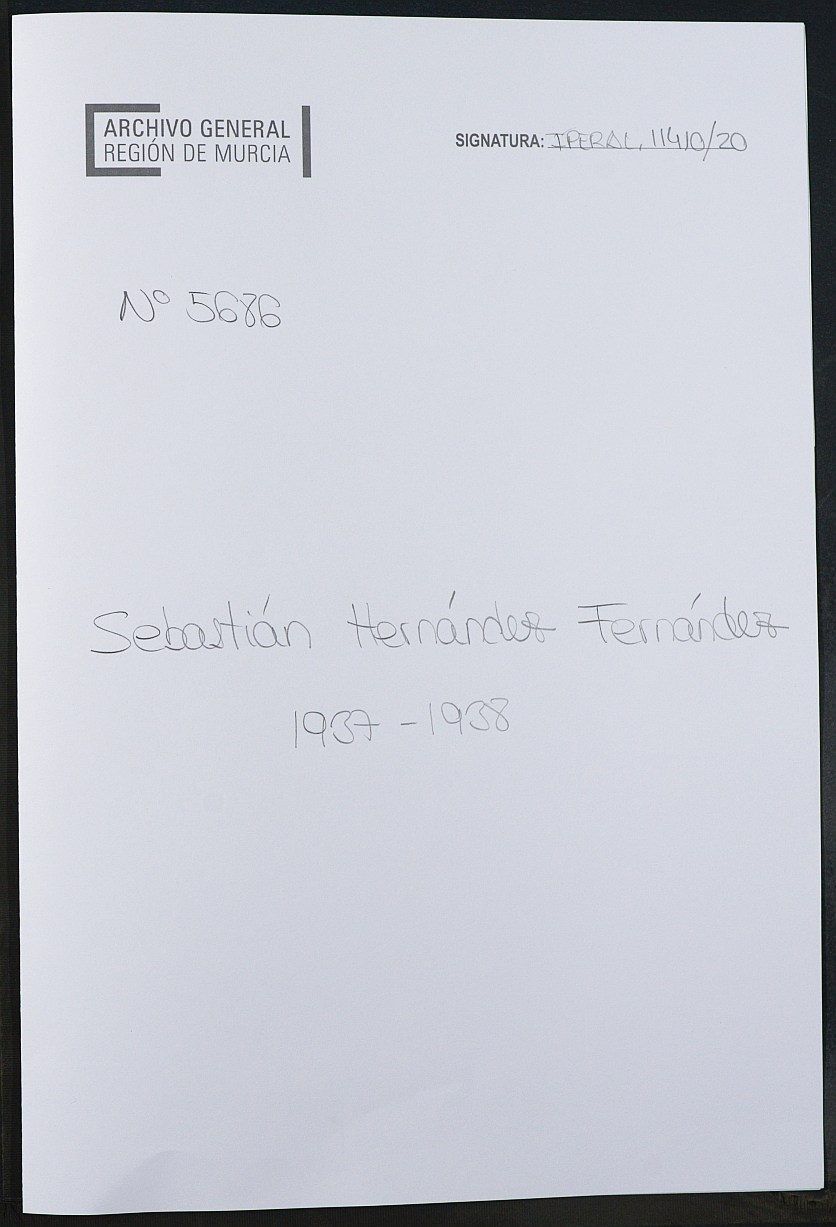 ARCHIVO GENERAL
REGIÓN DE MURCIA
SIGNATURA: IPERAL, 11410/20
Nº 5686
Sebastián Hernández Fernández
1937-1938